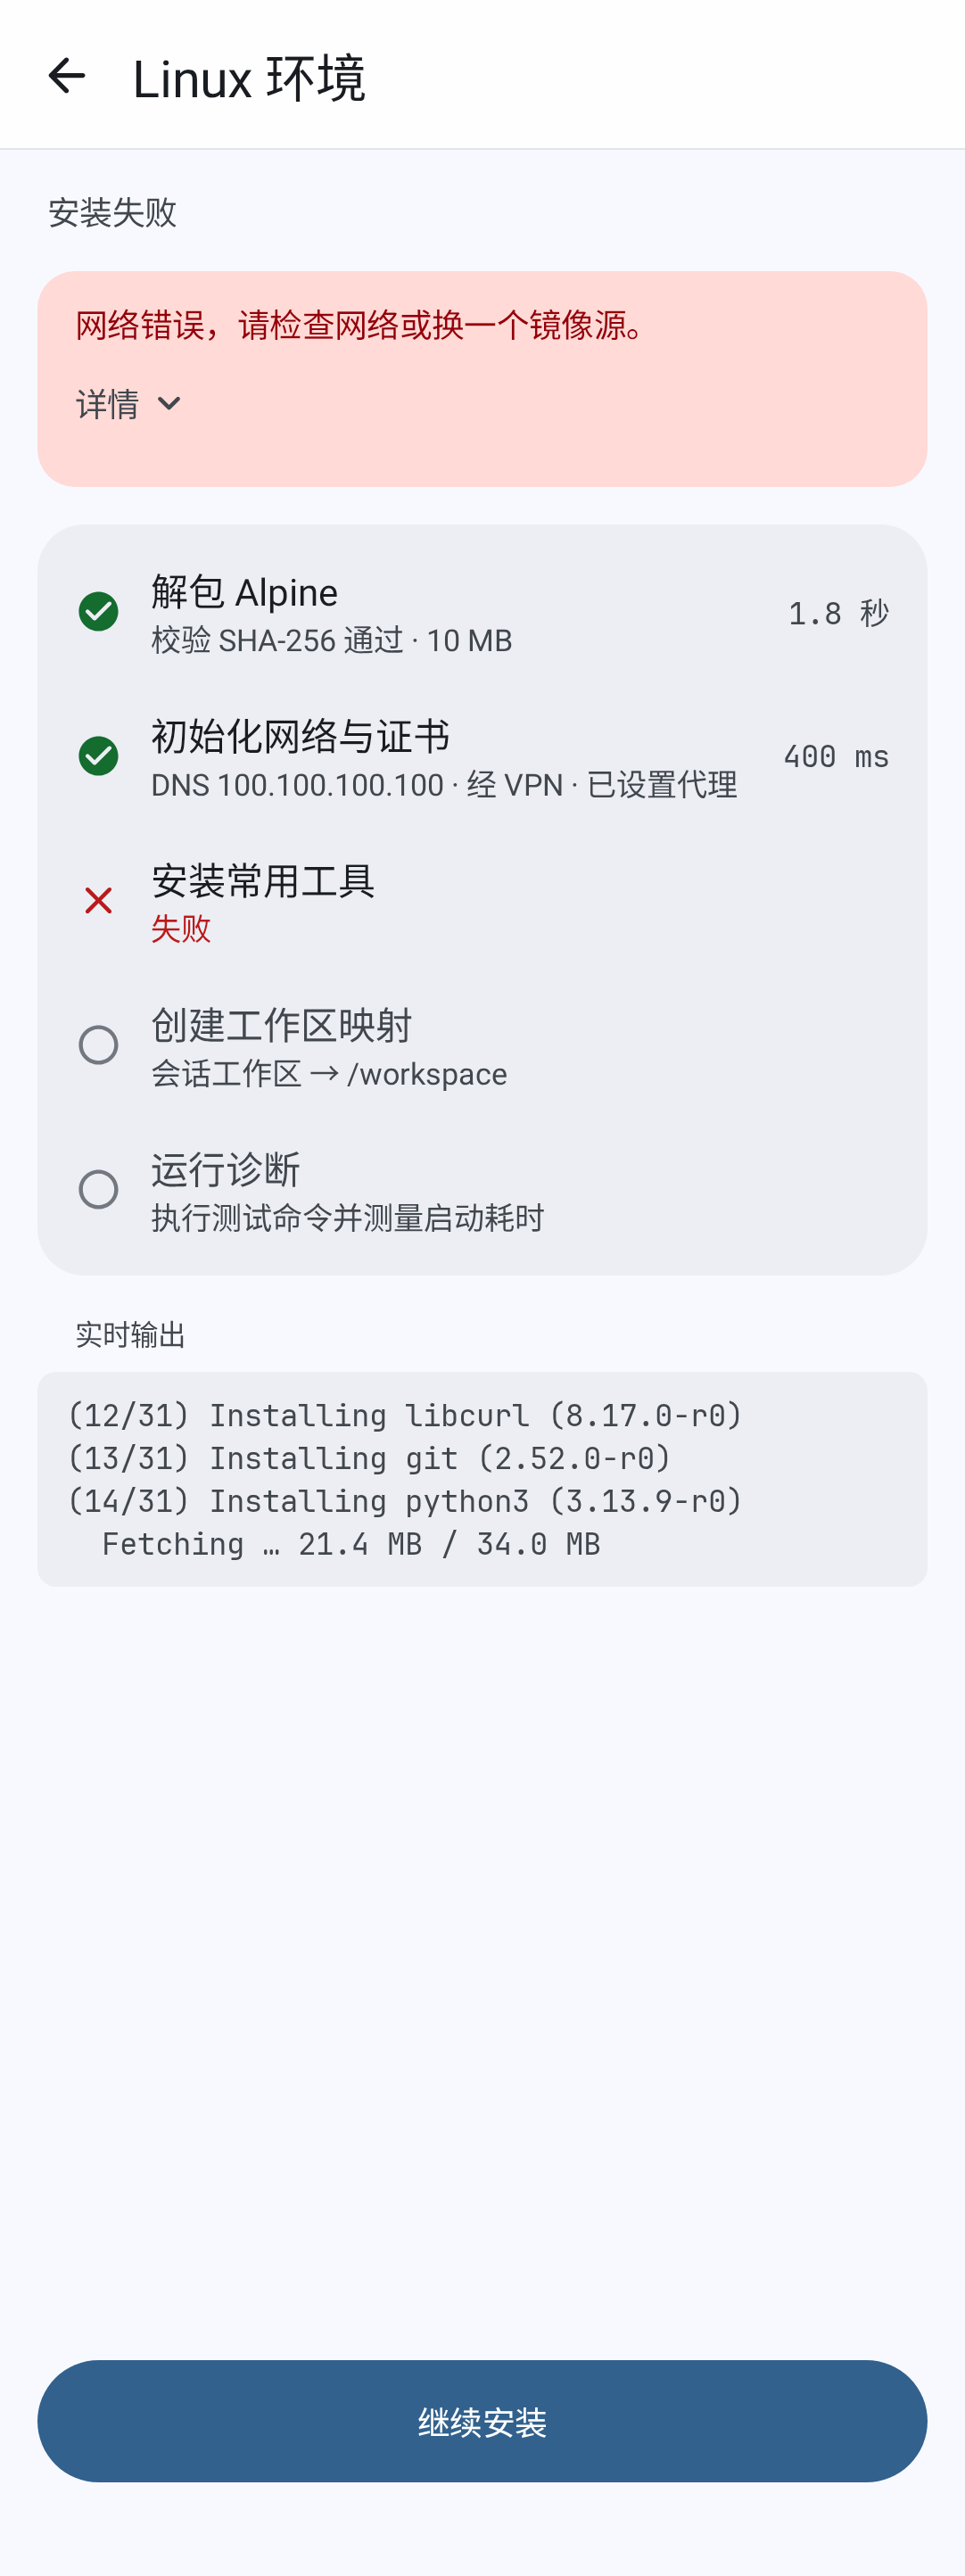 Linux 环境
安装失败
网络错误，请检查网络或换一个镜像源。
详情
解包 Alpine
校验 SHA-256 通过 · 10 MB
1.8 秒
初始化网络与证书
DNS 100.100.100.100 · 经 VPN · 已设置代理
400 ms
安装常用工具
失败
创建工作区映射
会话工作区 → /workspace
运行诊断
执行测试命令并测量启动耗时
实时输出
(12/31) Installing libcurl (8.17.0-r0)
(13/31) Installing git (2.52.0-r0)
(14/31) Installing python3 (3.13.9-r0)
Fetching … 21.4 MB / 34.0 MB
继续安装